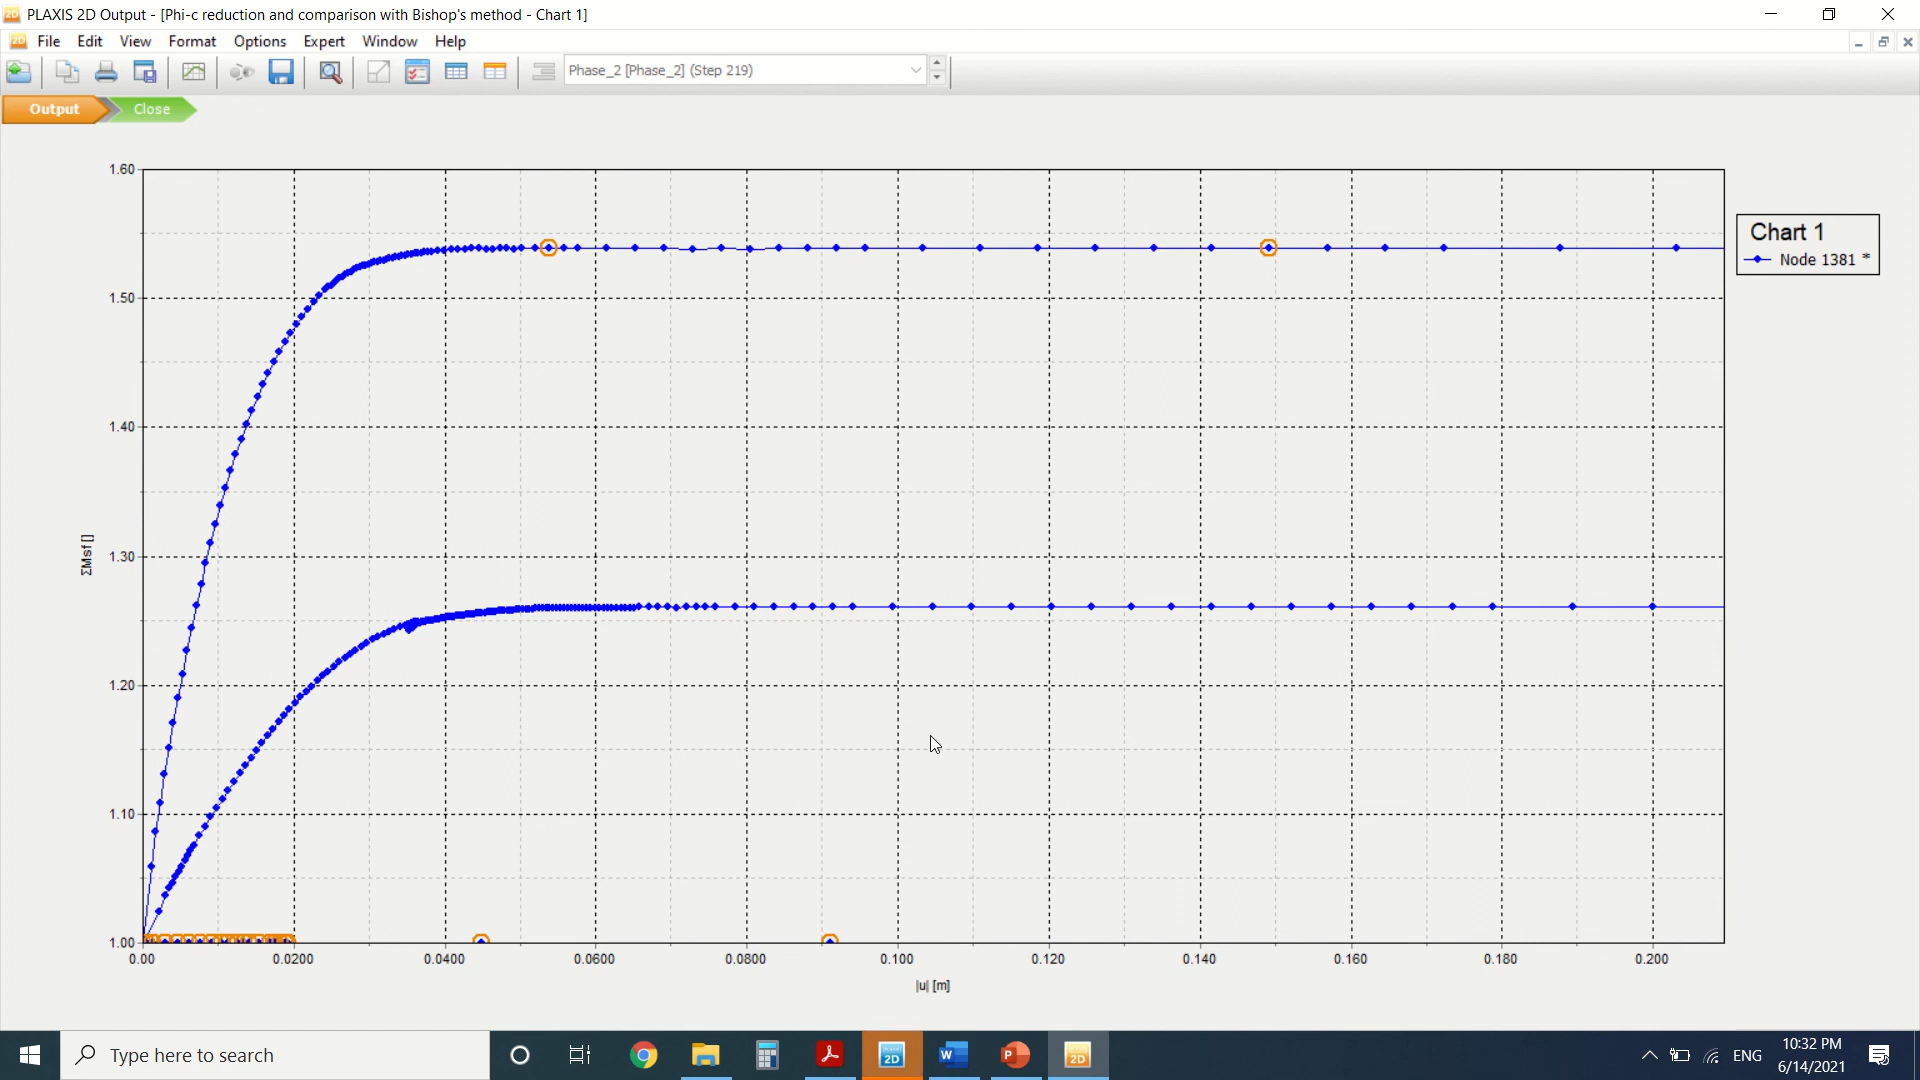 PLAXIS 2D Output - [Phi-c reduction and comparison with Bishop's method - Chart 1]
File Edit View Format Options Expert Window Help
Phase_2 [Phase_2] (Step 219)
Output Close
1.60
1.50
1.40
1.30
1.20
1.10
1.00
ΣMsf []
0.00 0.0200 0.0400 0.0600 0.0800 0.100 0.120 0.140 0.160 0.180 0.200
|u| [m]
Chart 1
Node 1381 *
Type here to search
2D
W
P
2D
ENG
10:32 PM
6/14/2021